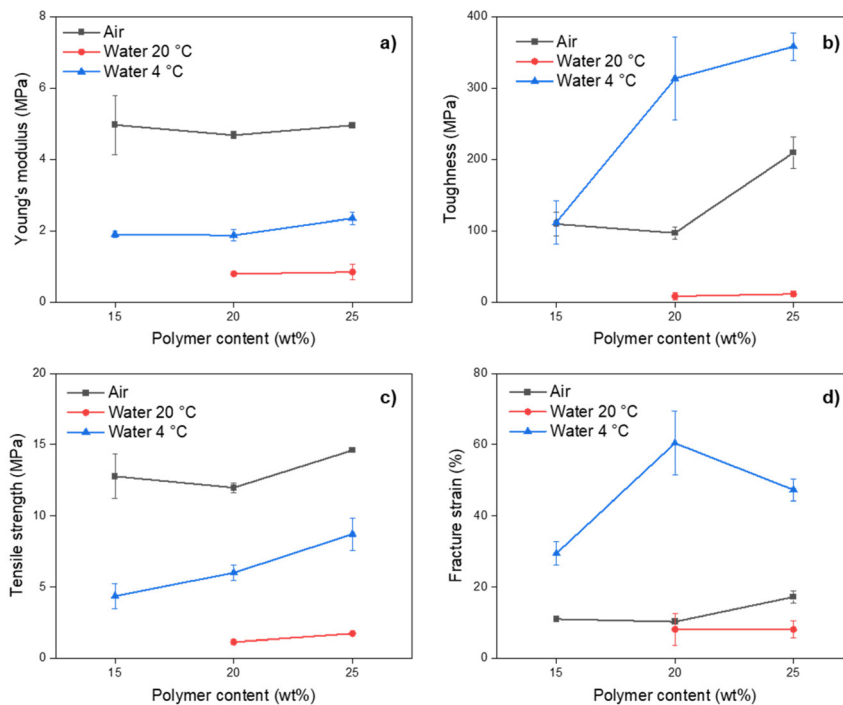 8
6
4
2
0
Young's modulus (MPa)
Air
Water 20 °C
Water 4 °C
a)
15
20
25
Polymer content (wt%)
400
300
200
100
0
Toughness (MPa)
Air
Water 20 °C
Water 4 °C
b)
15
20
25
Polymer content (wt%)
20
15
10
5
0
Tensile strength (MPa)
Air
Water 20 °C
Water 4 °C
c)
15
20
25
Polymer content (wt%)
80
60
40
20
0
Fracture strain (%)
Air
Water 20 °C
Water 4 °C
d)
15
20
25
Polymer content (wt%)